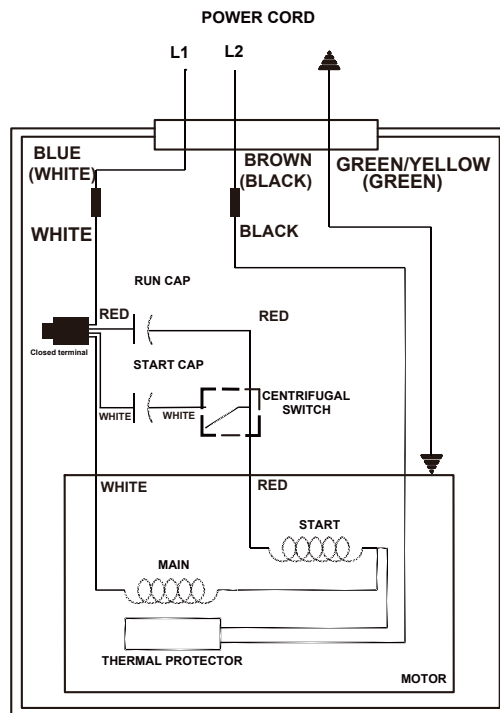 POWER CORD
L1
L2
BLUE
(WHITE)
BROWN
(BLACK)
GREEN/YELLOW
(GREEN)
WHITE
BLACK
RUN CAP
RED
RED
Closed terminal
START CAP
CENTRIFUGAL
SWITCH
WHITE
WHITE
WHITE
RED
START
MAIN
THERMAL PROTECTOR
MOTOR